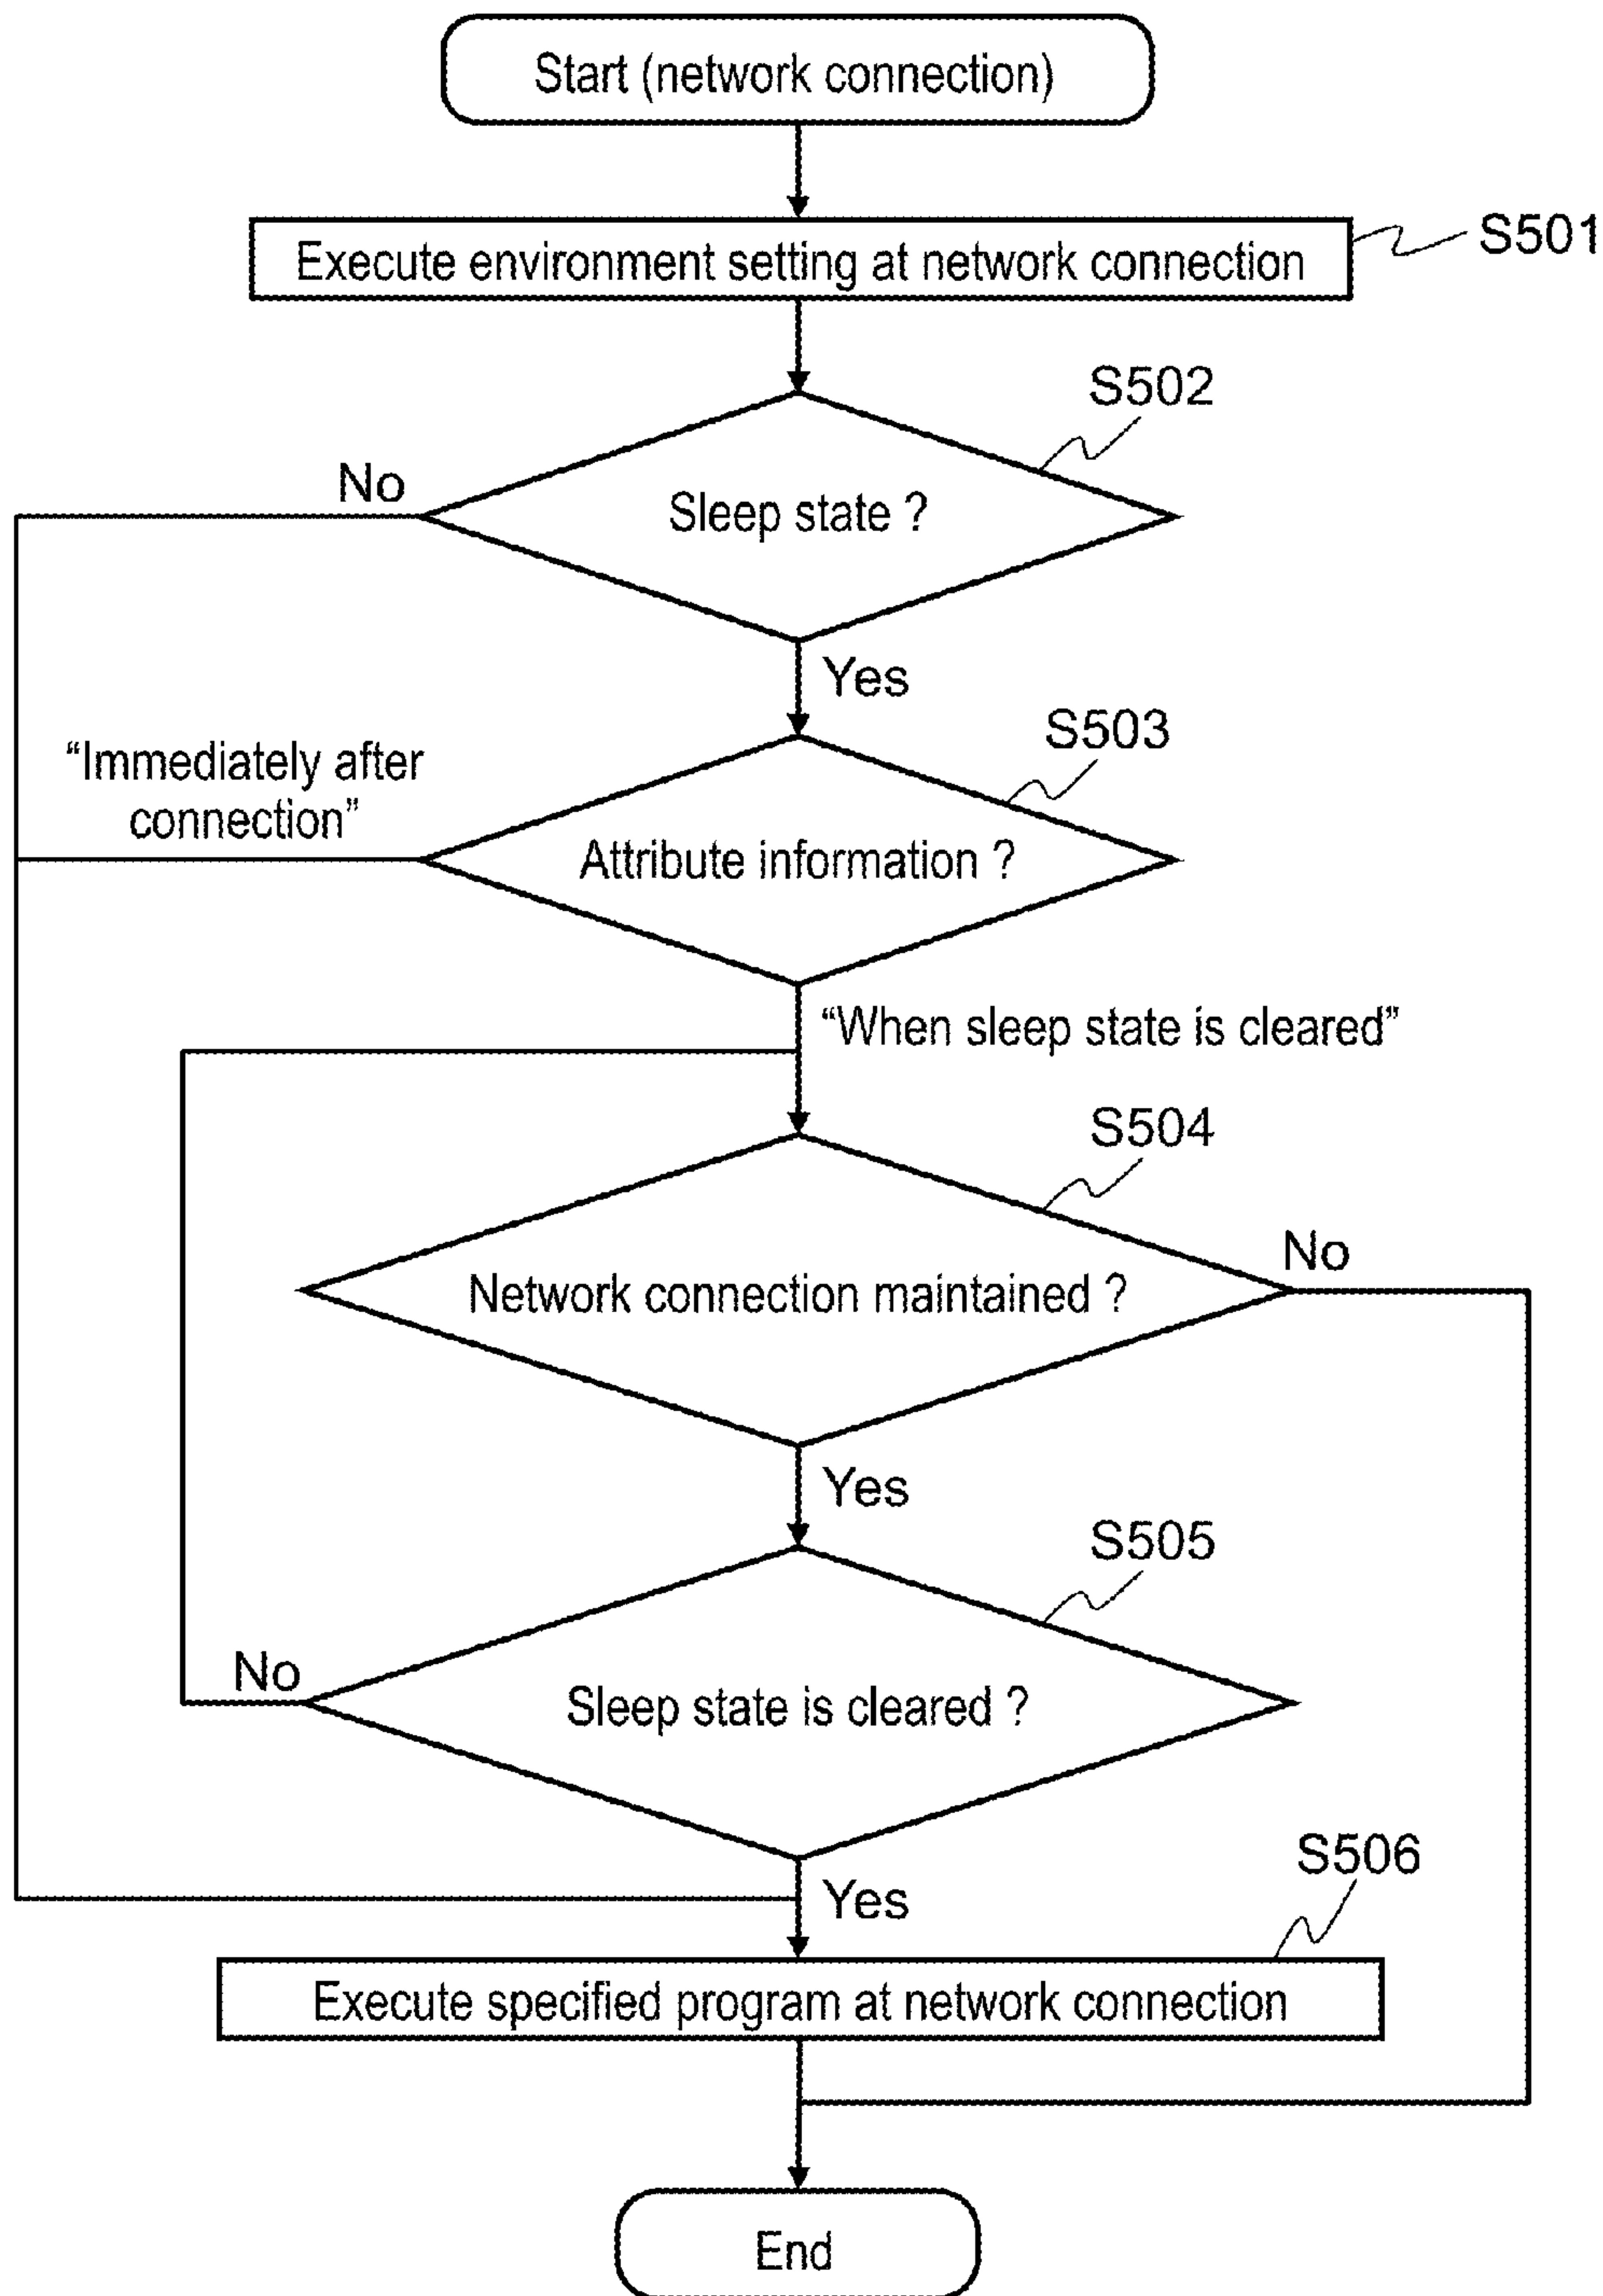 Start (network connection)
Execute environment setting at network connection
S501
S502
No
Sleep state ?
Yes
S503
“Immediately after
connection”
Attribute information ?
“When sleep state is cleared”
S504
No
Network connection maintained ?
Yes
S505
No
Sleep state is cleared ?
S506
Yes
Execute specified program at network connection
End